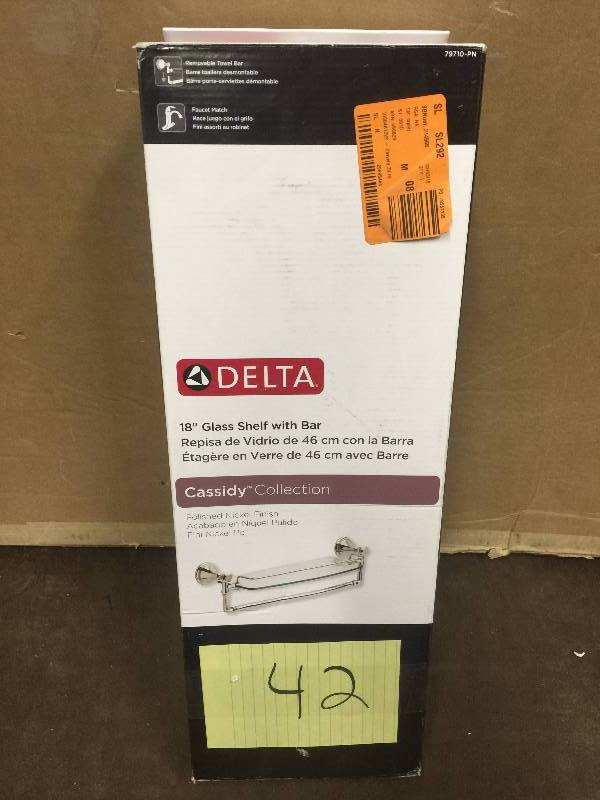 79710-PN
Removable Towel Bar
Barra toallera desmontable
Barre porte-serviettes démontable
Faucet Match
Hace juego con el grifo
Fini assorti au robinet
SL SL292
M 08
DELTA
18" Glass Shelf with Bar
Repisa de Vidrio de 46 cm con la Barra
Étagère en Verre de 46 cm avec Barre
Cassidy™ Collection
Polished Nickel Finish
Acabado en Níquel Pulido
Fini Nickel Poli
42